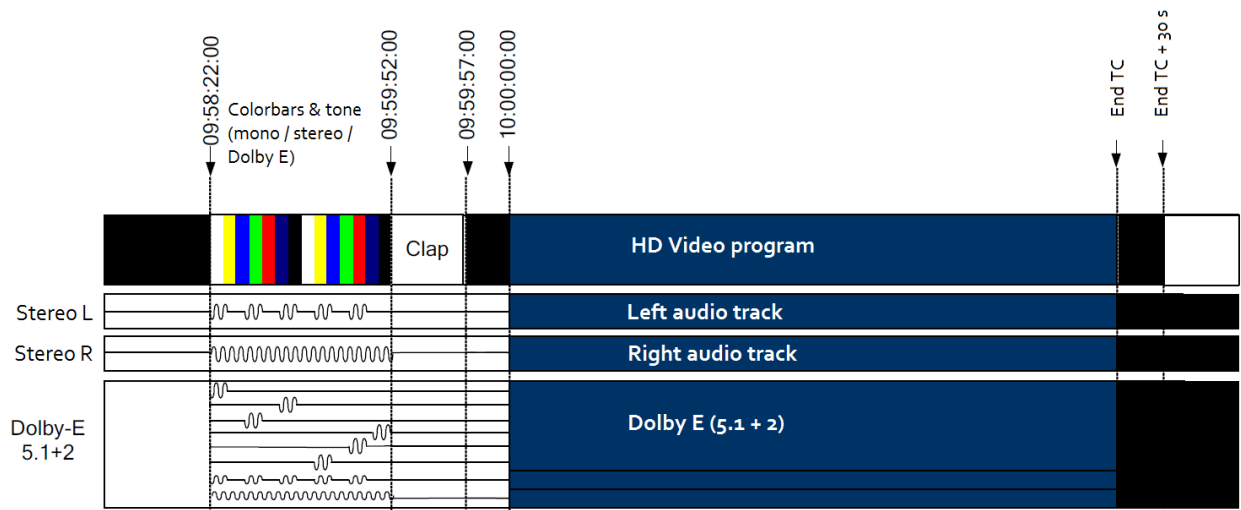 09:58:22:00
Colorbars & tone
(mono / stereo /
Dolby E)
09:59:52:00
09:59:57:00
10:00:00:00
End TC
End TC + 30 s
Clap
HD Video program
Stereo L
Left audio track
Stereo R
Right audio track
Dolby-E
5.1+2
Dolby E (5.1 + 2)